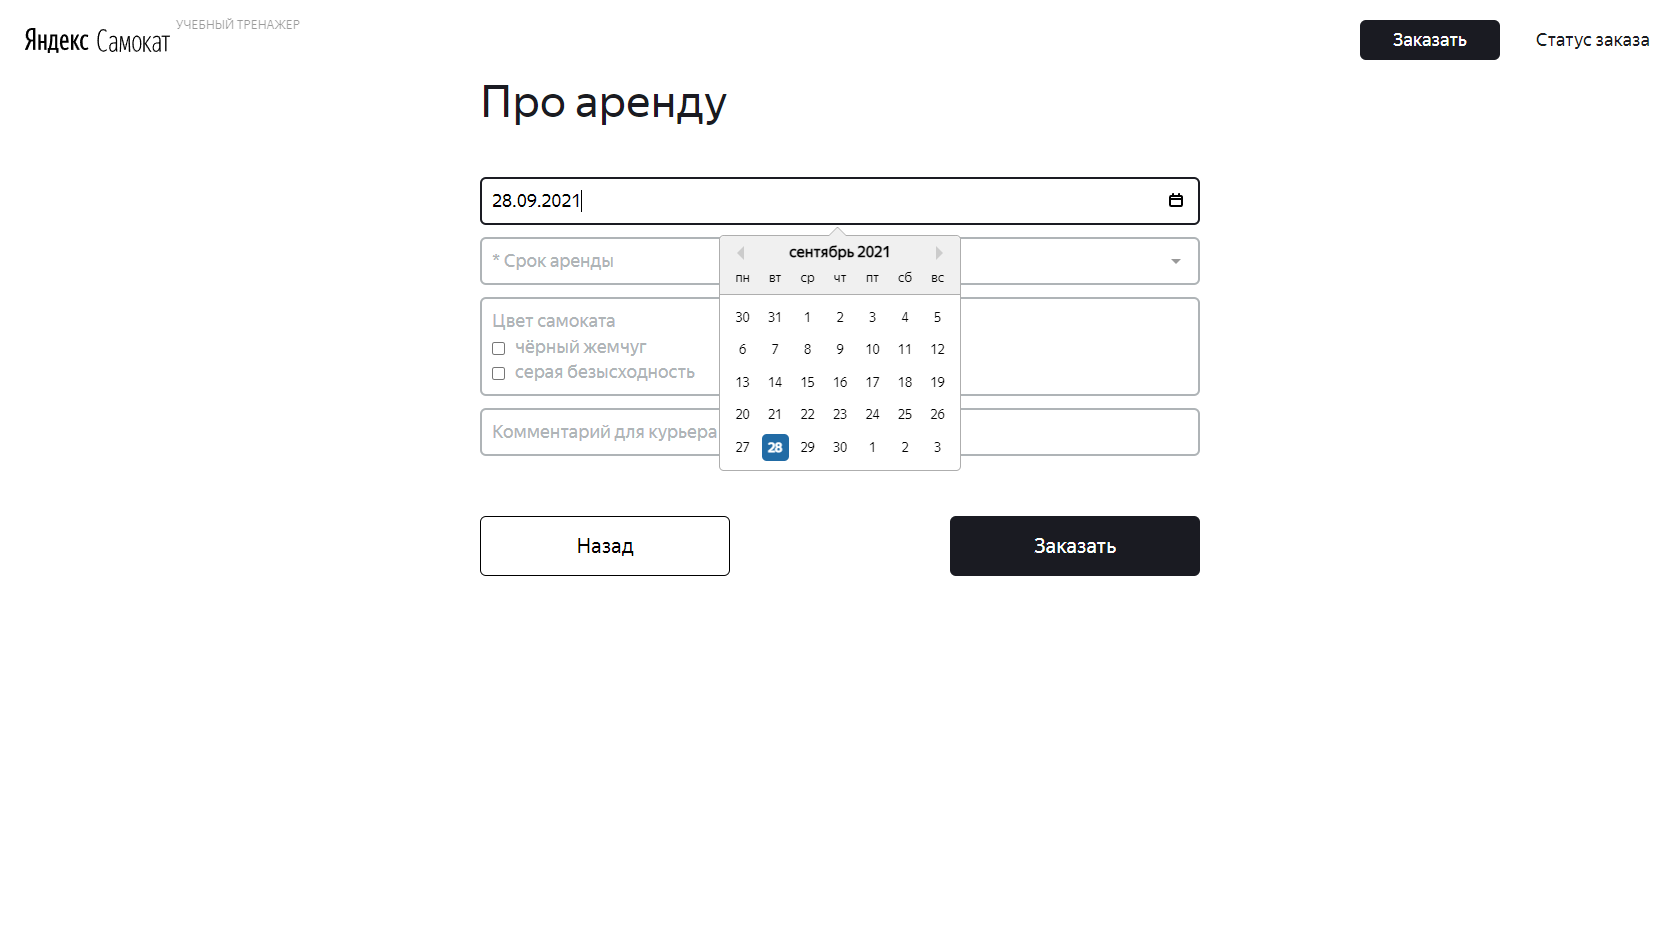 Яндекс Самокат
УЧЕБНЫЙ ТРЕНАЖЕР
Заказать
Статус заказа
Про аренду
28.09.2021
* Срок аренды
Цвет самоката
чёрный жемчуг
серая безысходность
Комментарий для курьера
сентябрь 2021
пн вт ср чт пт сб вс
30 31 1 2 3 4 5
6 7 8 9 10 11 12
13 14 15 16 17 18 19
20 21 22 23 24 25 26
27 28 29 30 1 2 3
Назад
Заказать